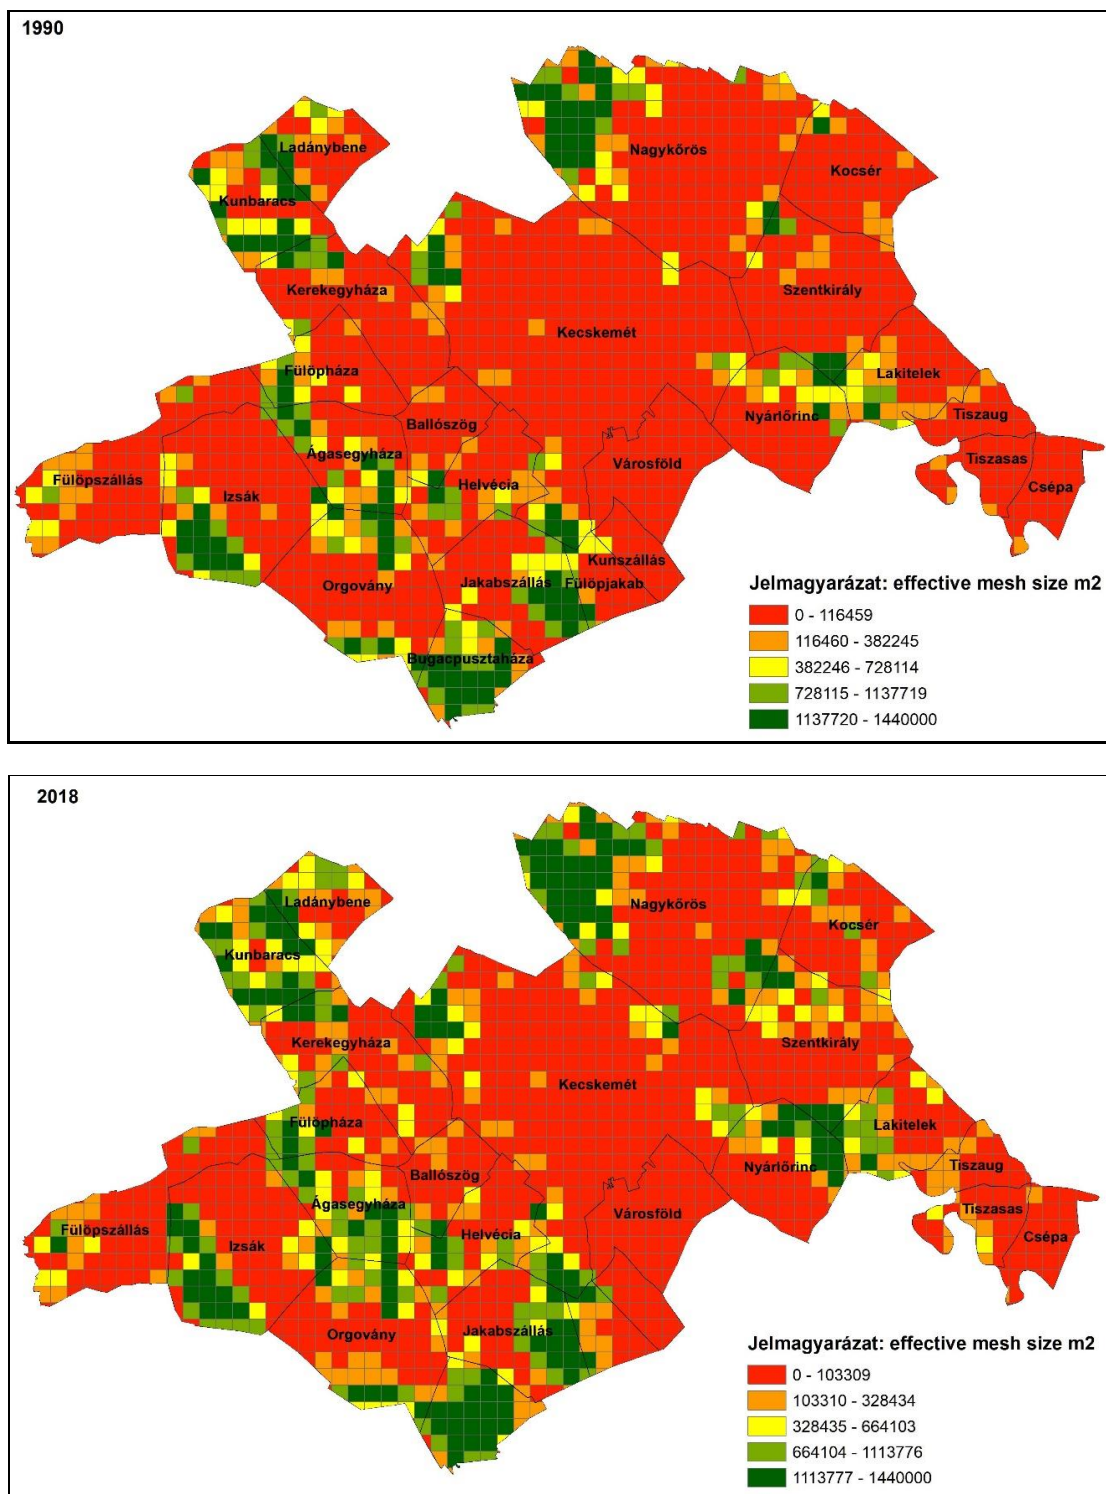 1990
Ladánybene
Nagykőrös
Kocsér
Kunbaracs
Kerekegyháza
Szentkirály
Kecskemét
Fülöpháza
Lakitelek
Ballószög
Nyárlőrinc
Tiszaug
Ágasegyháza
Városföld
Tiszasas
Fülöpszállás
Izsák
Helvécia
Csépa
Kunszállás
Orgovány
Jakabszállás
Fülöpjakab
Bugacpusztaháza
Jelmagyarázat: effective mesh size m2
0 - 116459
116460 - 382245
382246 - 728114
728115 - 1137719
1137720 - 1440000
2018
Ladánybene
Nagykőrös
Kocsér
Kunbaracs
Kerekegyháza
Szentkirály
Kecskemét
Fülöpháza
Lakitelek
Ballószög
Nyárlőrinc
Tiszaug
Ágasegyháza
Városföld
Tiszasas
Fülöpszállás
Izsák
Helvécia
Csépa
Orgovány
Jakabszállás
Jelmagyarázat: effective mesh size m2
0 - 103309
103310 - 328434
328435 - 664103
664104 - 1113776
1113777 - 1440000